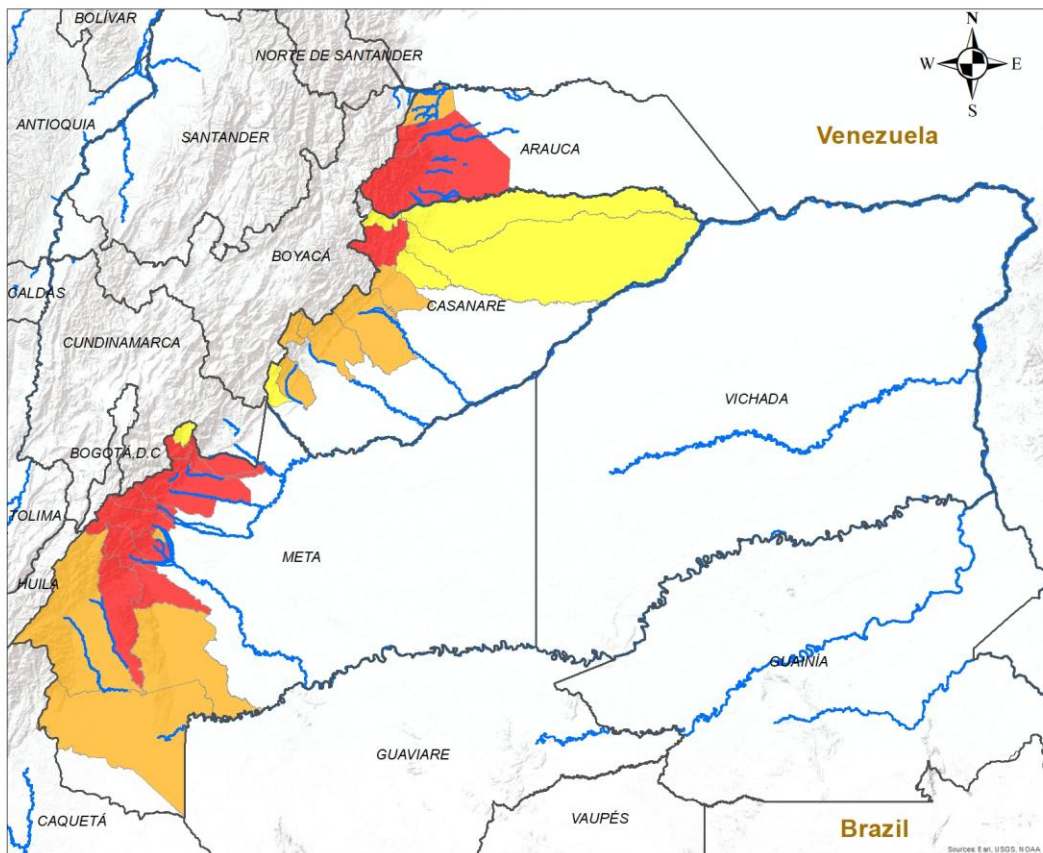 BOLÍVAR
NORTE DE SANTANDER
N
W
E
S
ANTIOQUIA
SANTANDER
ARAUCA
Venezuela
BOYACÁ
CALDAS
CASANARE
CUNDINAMARCA
VICHADA
BOGOTÁ,D.C
TOLIMA
META
HUILA
GUAINÍA
GUAVIARE
CAQUETÁ
VAUPÉS
Brazil
Sources: Esri, USGS, NOAA